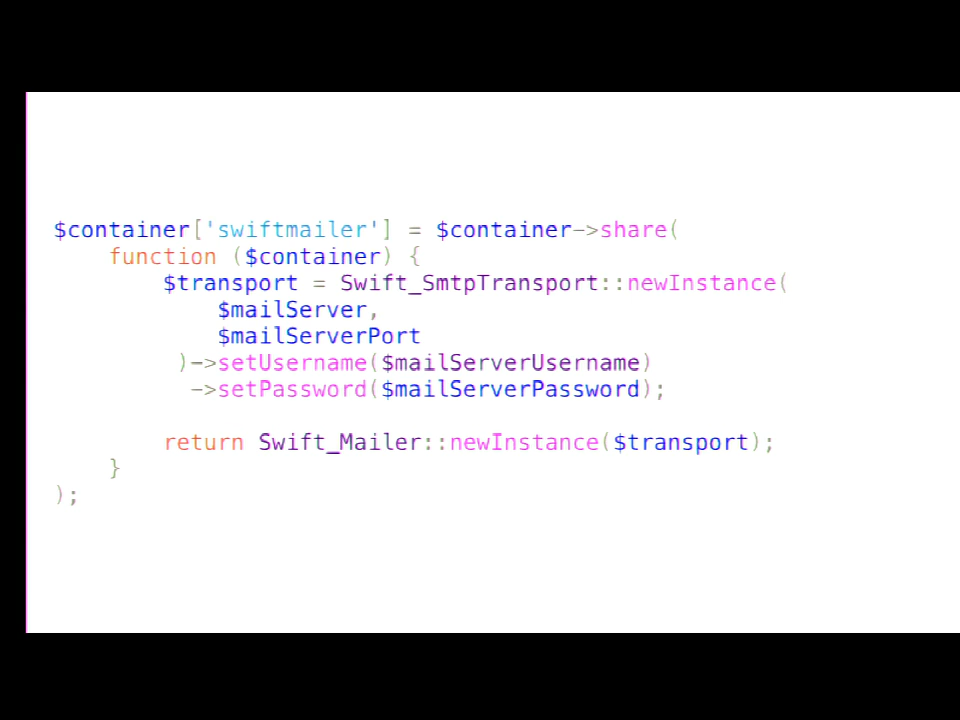 $container['swiftmailer'] = $container->share(
    function ($container) {
        $transport = Swift_SmtpTransport::newInstance(
            $mailServer,
            $mailServerPort
         )->setUsername($mailServerUsername)
          ->setPassword($mailServerPassword);

        return Swift_Mailer::newInstance($transport);
    }
);